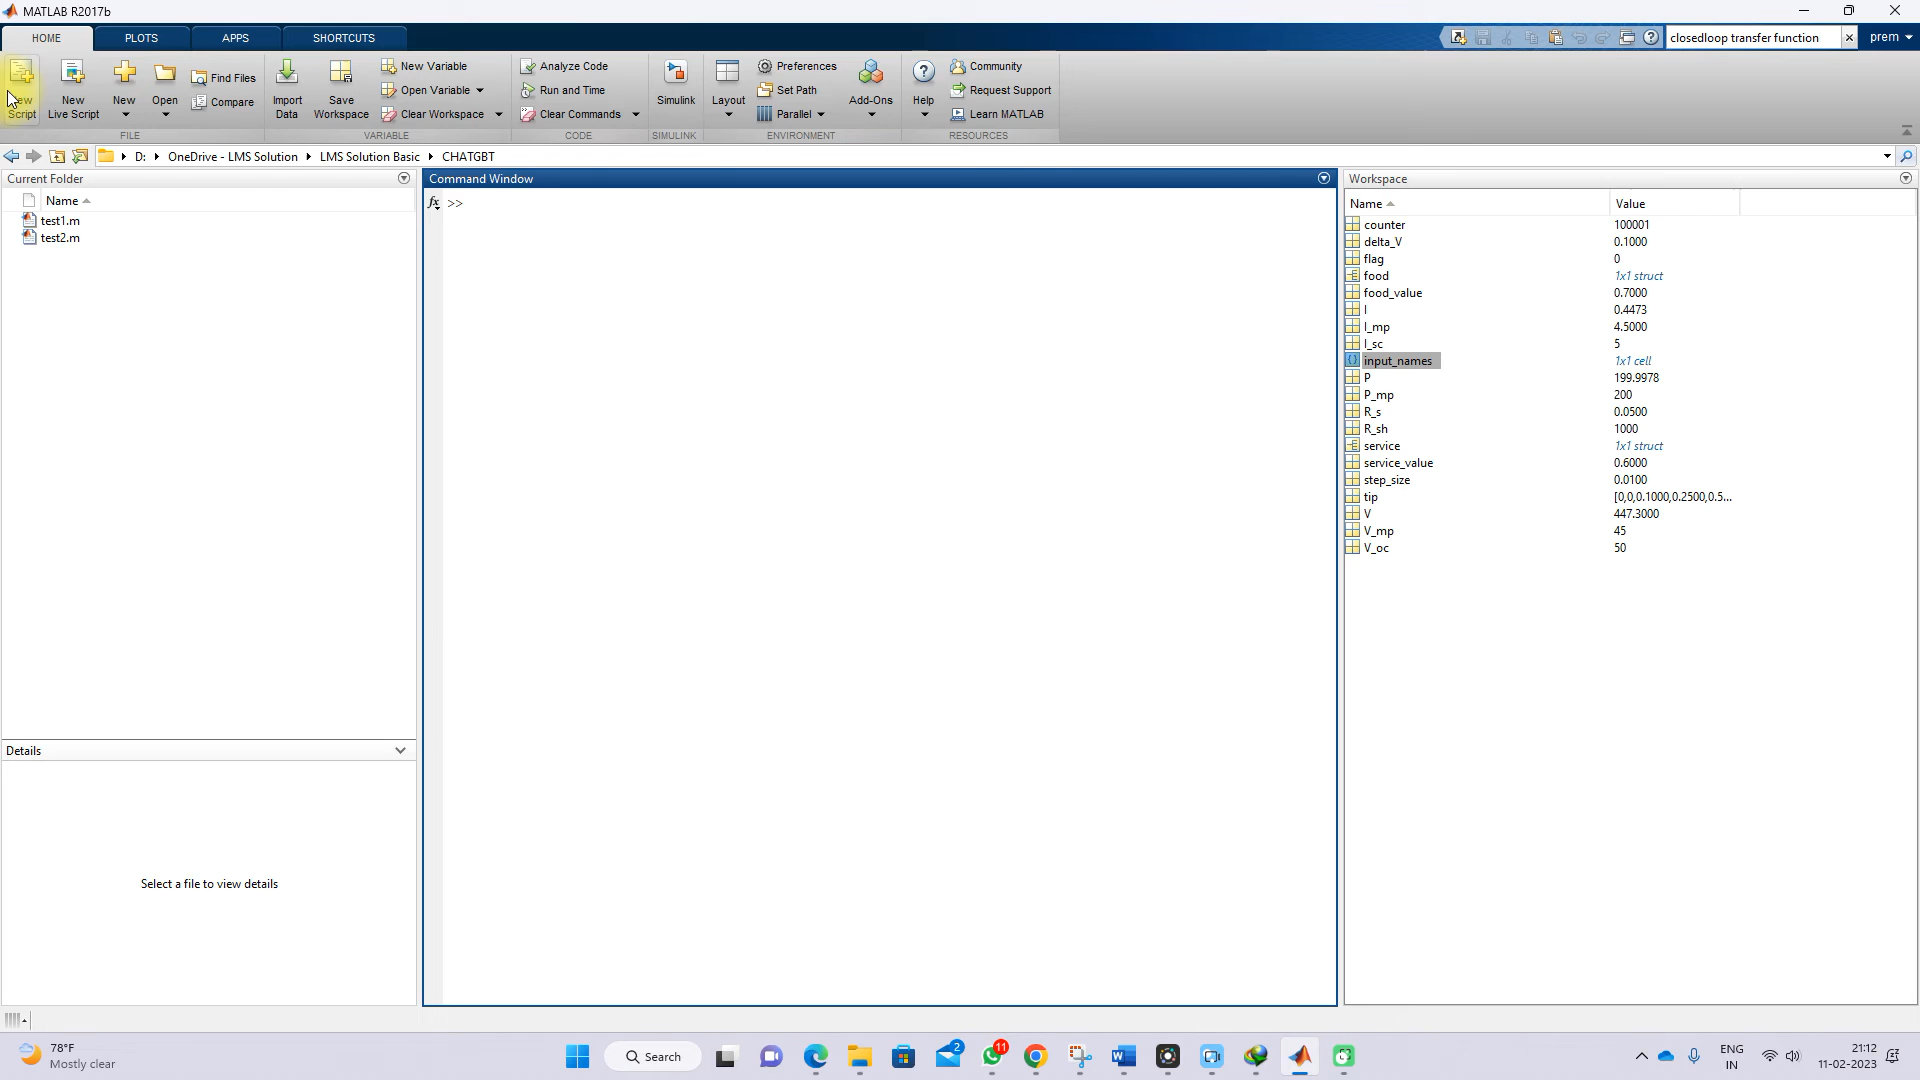 MATLAB R2017b
HOME
PLOTS
APPS
SHORTCUTS
closedloop transfer function
prem
New Script
New Live Script
New
Open
Find Files
Compare
Import Data
Save Workspace
New Variable
Open Variable
Clear Workspace
Analyze Code
Run and Time
Clear Commands
Simulink
Layout
Preferences
Set Path
Parallel
Add-Ons
Help
Community
Request Support
Learn MATLAB
FILE
VARIABLE
CODE
SIMULINK
ENVIRONMENT
RESOURCES
D: OneDrive - LMS Solution LMS Solution Basic CHATGBT
Current Folder
Name
test1.m
test2.m
Details
Select a file to view details
Command Window
fx >>
Workspace
Name Value
counter 100001
delta_V 0.1000
flag 0
food 1x1 struct
food_value 0.7000
I 0.4473
I_mp 4.5000
I_sc 5
input_names 1x1 cell
P 199.9978
P_mp 200
R_s 0.0500
R_sh 1000
service 1x1 struct
service_value 0.6000
step_size 0.0100
tip [0,0,0.1000,0.2500,0.5...
V 447.3000
V_mp 45
V_oc 50
78°F
Mostly clear
Search
2
11
ENG
IN
21:12
11-02-2023